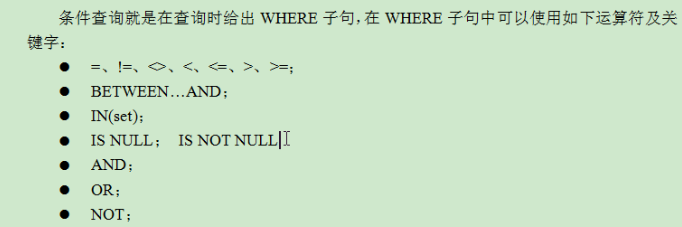 条件查询就是在查询时给出 WHERE 子句，在 WHERE 子句中可以使用如下运算符及关
键字：
● =、!=、<>、<、<=、>、>=；
● BETWEEN…AND；
● IN(set)；
● IS NULL； IS NOT NULL
● AND；
● OR；
● NOT；